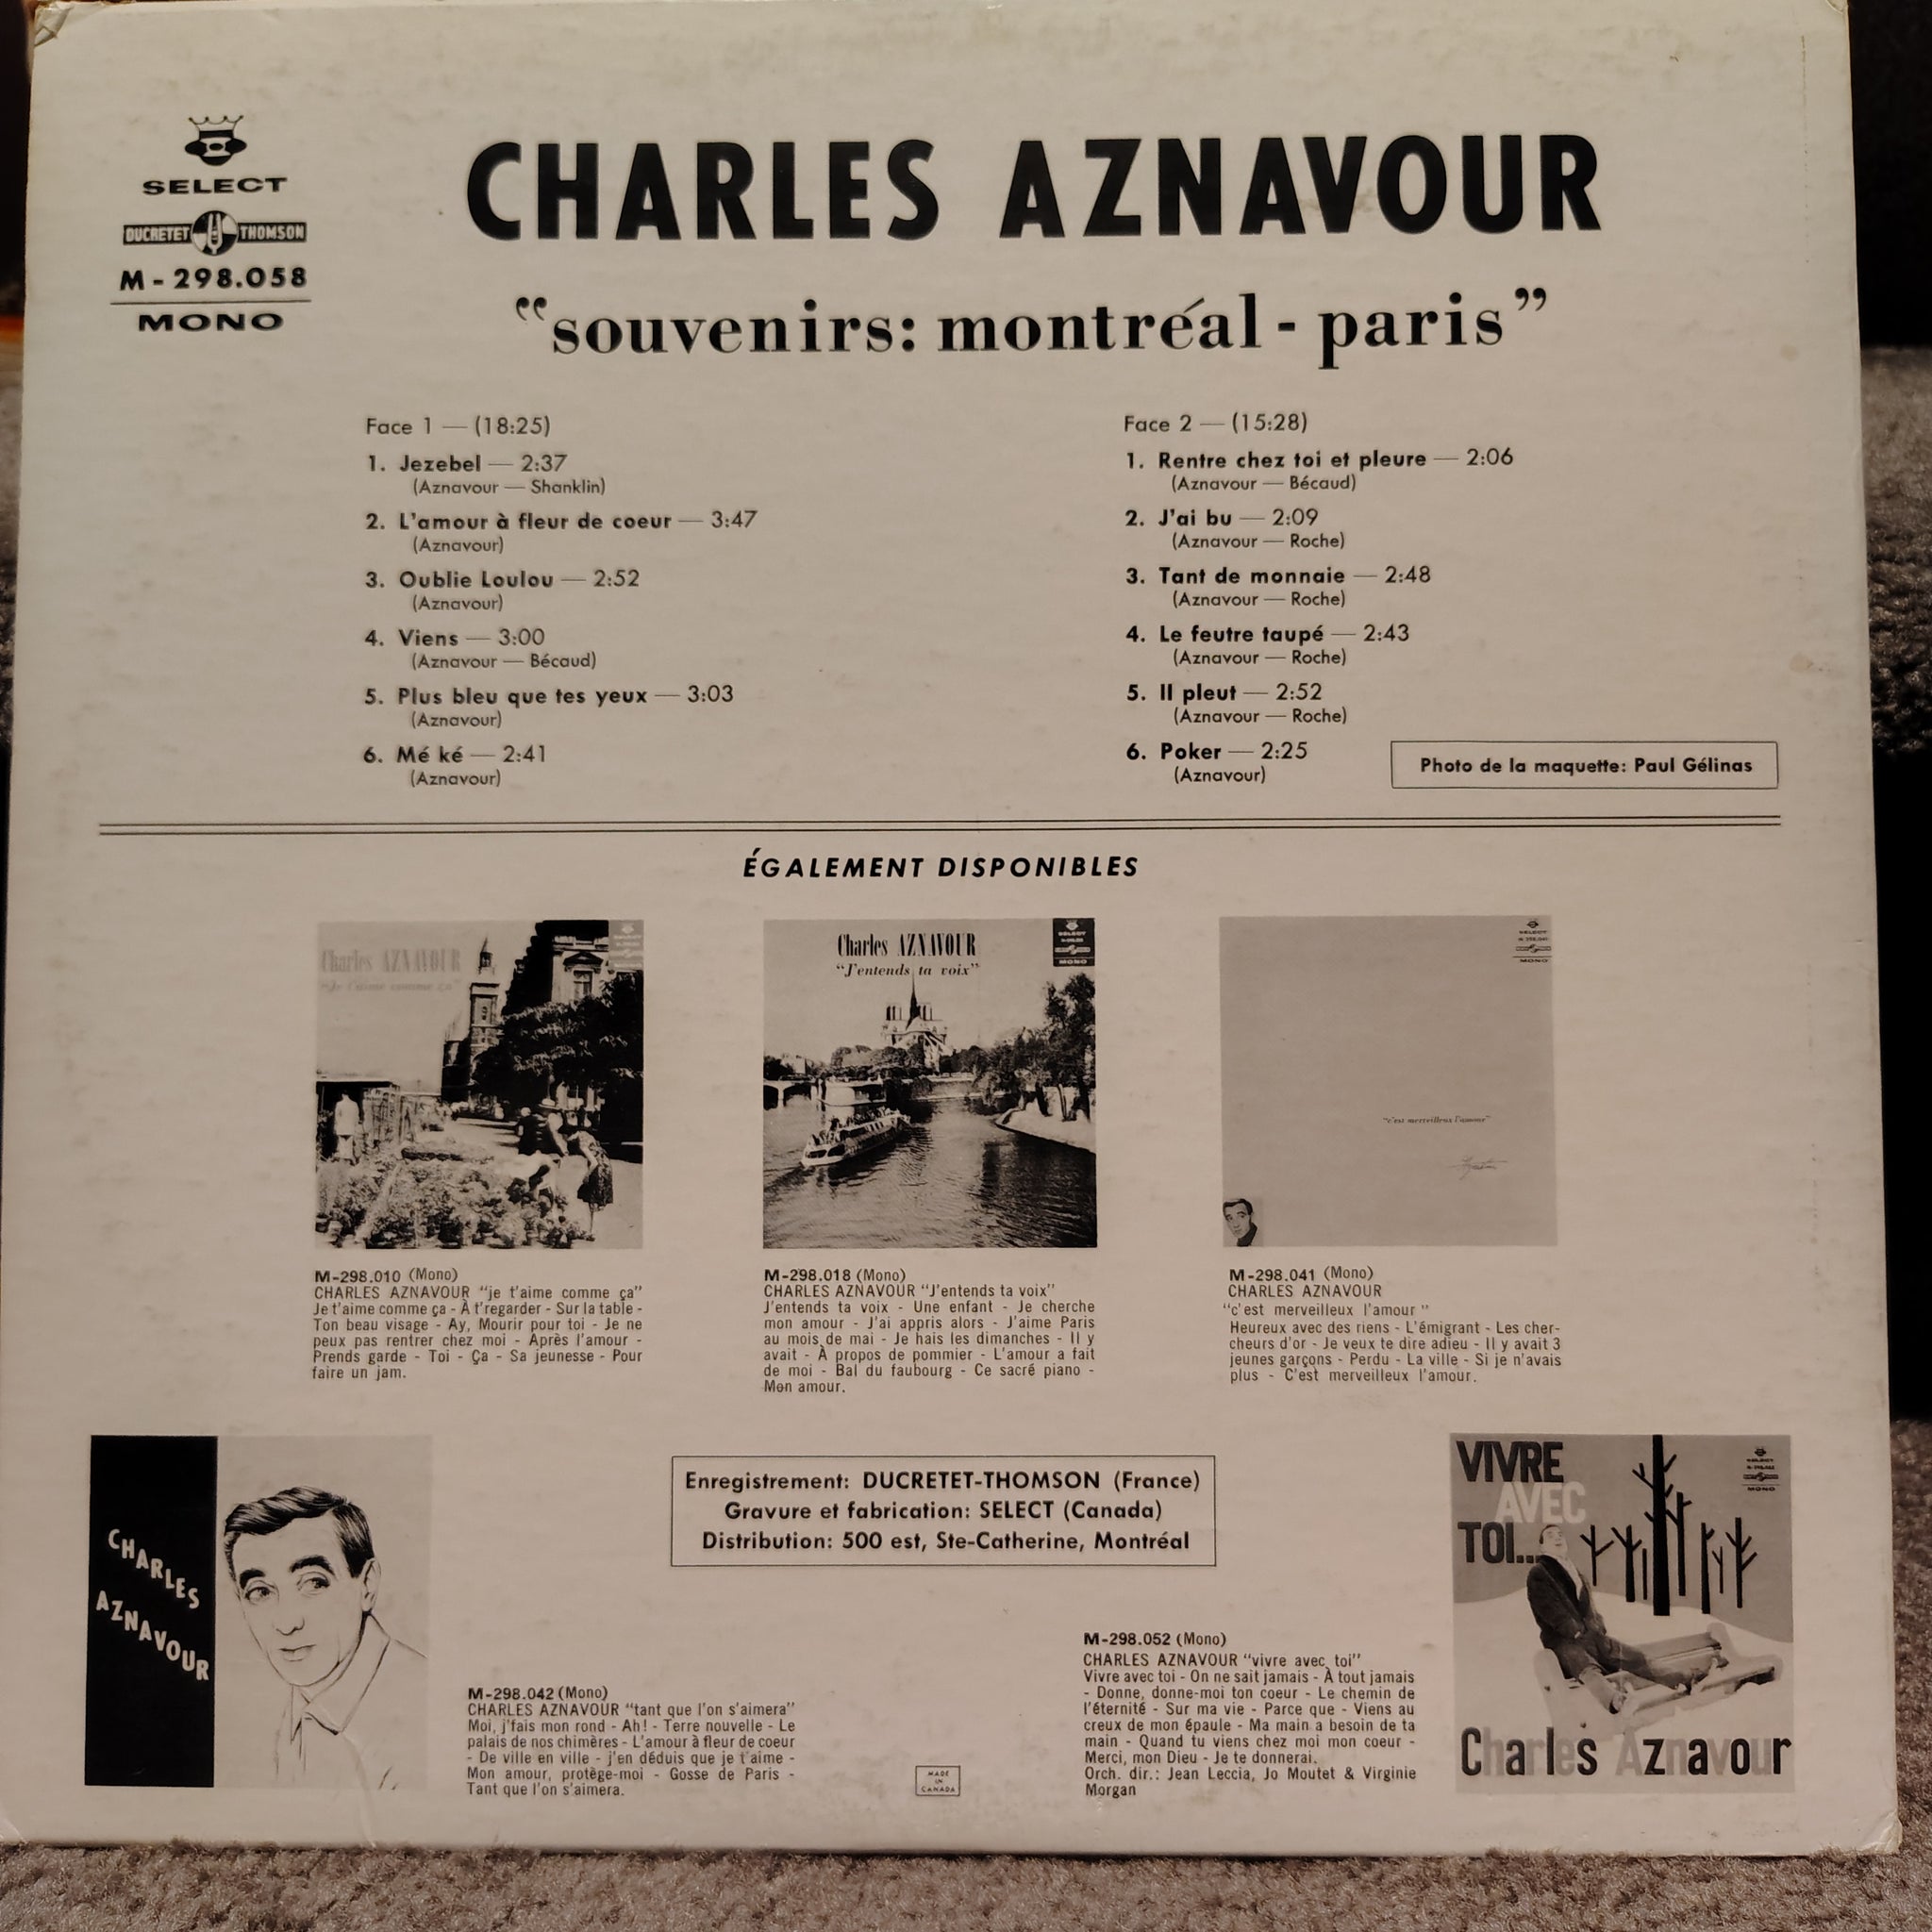 SELECT
DUCRETET THOMSON
M-298.058
MONO
CHARLES AZNAVOUR
“souvenirs: montréal - paris”
Face 1 — (18:25)
1. Jezebel — 2:37
(Aznavour — Shanklin)
2. L'amour à fleur de coeur — 3:47
(Aznavour)
3. Oublie Loulou — 2:52
(Aznavour)
4. Viens — 3:00
(Aznavour — Bécaud)
5. Plus bleu que tes yeux — 3:03
(Aznavour)
6. Mé ké — 2:41
(Aznavour)
Face 2 — (15:28)
1. Rentre chez toi et pleure — 2:06
(Aznavour — Bécaud)
2. J'ai bu — 2:09
(Aznavour — Roche)
3. Tant de monnaie — 2:48
(Aznavour — Roche)
4. Le feutre taupé — 2:43
(Aznavour — Roche)
5. Il pleut — 2:52
(Aznavour — Roche)
6. Poker — 2:25
(Aznavour)
Photo de la maquette: Paul Gélinas
ÉGALEMENT DISPONIBLES
Charles AZNAVOUR
“Je t'aime comme ça”
SELECT
Charles AZNAVOUR
“J'entends ta voix”
SELECT
MONO
SELECT
MONO
“c'est merveilleux l'amour”
M-298.010 (Mono)
CHARLES AZNAVOUR “je t'aime comme ça”
Je t'aime comme ça - À t'regarder - Sur la table -
Ton beau visage - Ay, Mourir pour toi - Je ne
peux pas rentrer chez moi - Après l'amour -
Prends garde - Toi - Ça - Sa jeunesse - Pour
faire un jam.
M-298.018 (Mono)
CHARLES AZNAVOUR “J'entends ta voix”
J'entends ta voix - Une enfant - Je cherche
mon amour - J'ai appris alors - J'aime Paris
au mois de mai - Je hais les dimanches - Il y
avait - À propos de pommier - L'amour a fait
de moi - Bal du faubourg - Ce sacré piano -
Mon amour.
M-298.041 (Mono)
CHARLES AZNAVOUR
“c'est merveilleux l'amour ”
Heureux avec des riens - L'émigrant - Les cher-
cheurs d'or - Je veux te dire adieu - Il y avait 3
jeunes garçons - Perdu - La ville - Si je n'avais
plus - C'est merveilleux l'amour.
CHARLES
AZNAVOUR
M-298.042 (Mono)
CHARLES AZNAVOUR “tant que l'on s'aimera”
Moi, j'fais mon rond - Ah! - Terre nouvelle - Le
palais de nos chimères - L'amour à fleur de coeur
- De ville en ville - j'en déduis que je t'aime -
Mon amour, protège-moi - Gosse de Paris -
Tant que l'on s'aimera.
Enregistrement: DUCRETET-THOMSON (France)
Gravure et fabrication: SELECT (Canada)
Distribution: 500 est, Ste-Catherine, Montréal
MADE
IN
CANADA
M-298.052 (Mono)
CHARLES AZNAVOUR “vivre avec toi”
Vivre avec toi - On ne sait jamais - À tout jamais
- Donne, donne-moi ton coeur - Le chemin de
l'éternité - Sur ma vie - Parce que - Viens au
creux de mon épaule - Ma main a besoin de ta
main - Quand tu viens chez moi mon coeur -
Merci, mon Dieu - Je te donnerai.
Orch. dir.: Jean Leccia, Jo Moutet & Virginie
Morgan
VIVRE
AVEC
TOI...
SELECT
MONO
Charles Aznavour